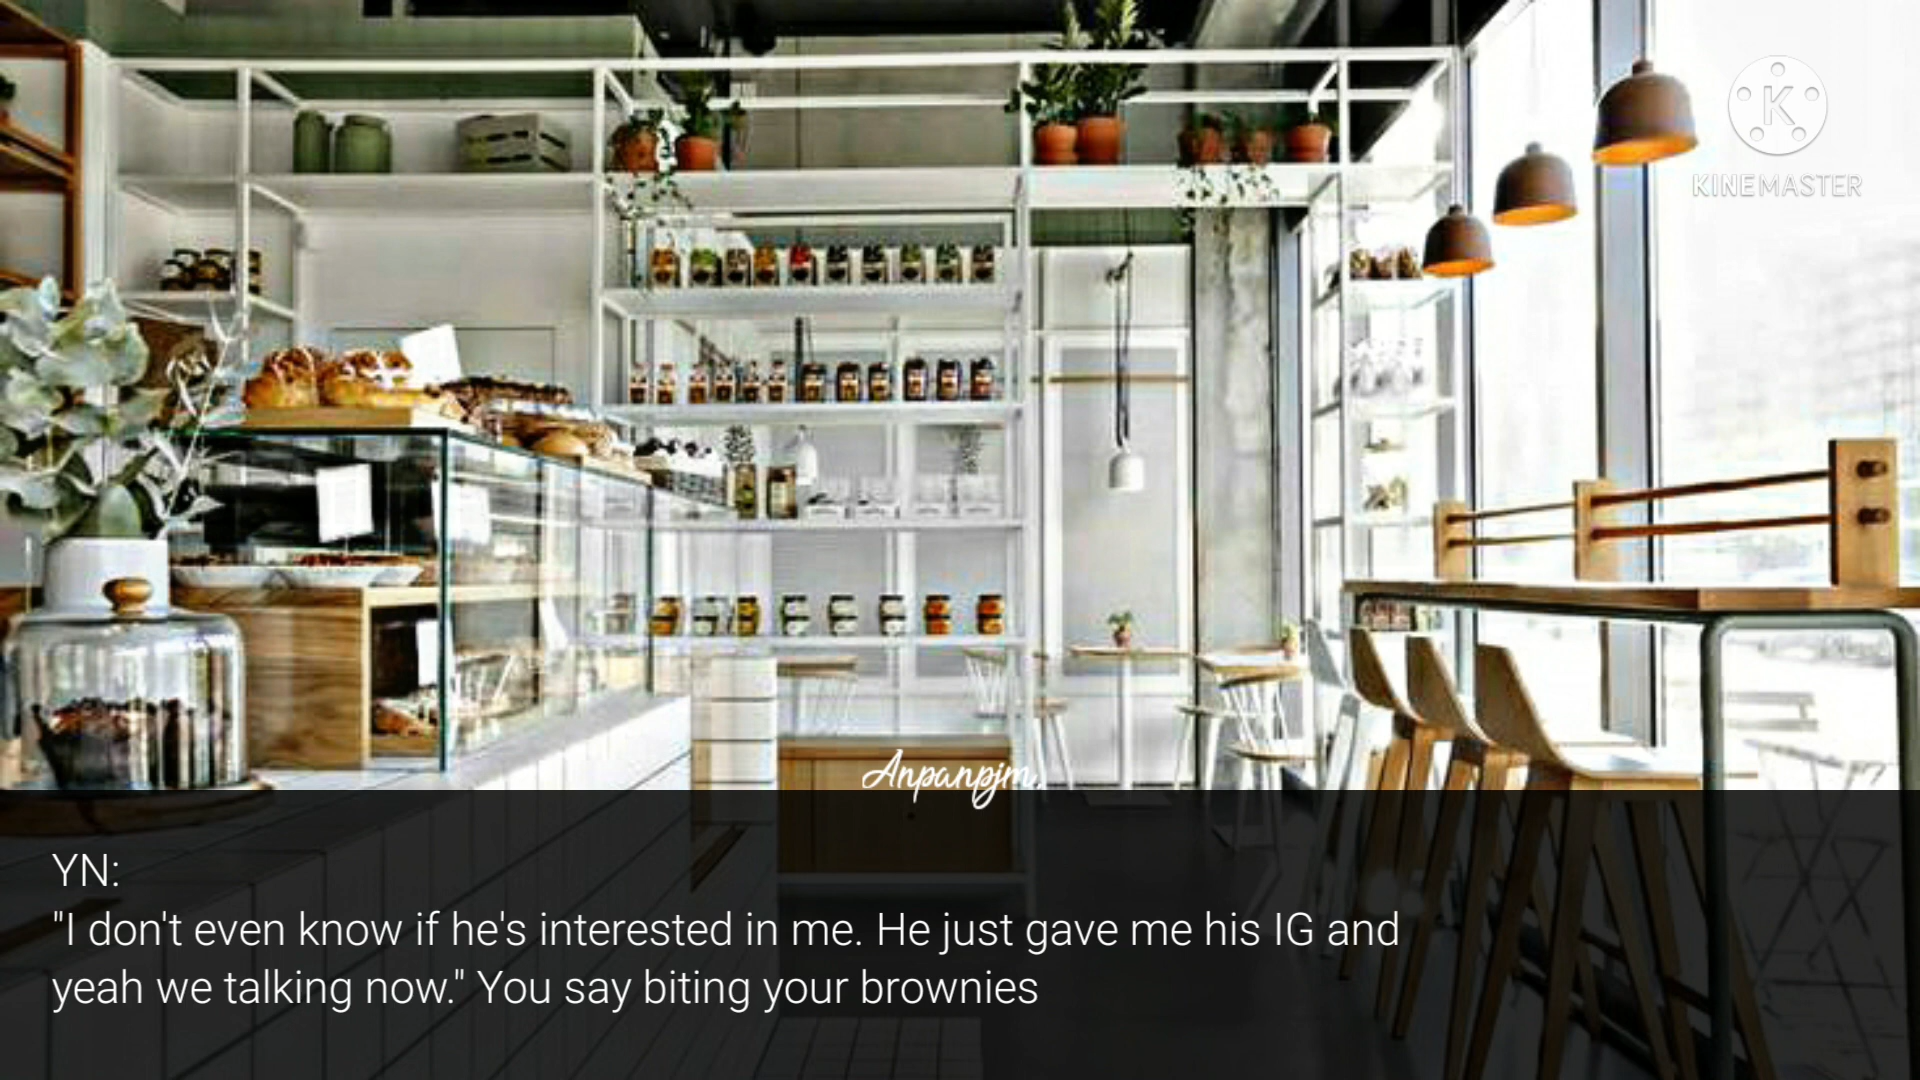 KINEMASTER
Anpanpjm.
YN:
"I don't even know if he's interested in me. He just gave me his IG and
yeah we talking now." You say biting your brownies